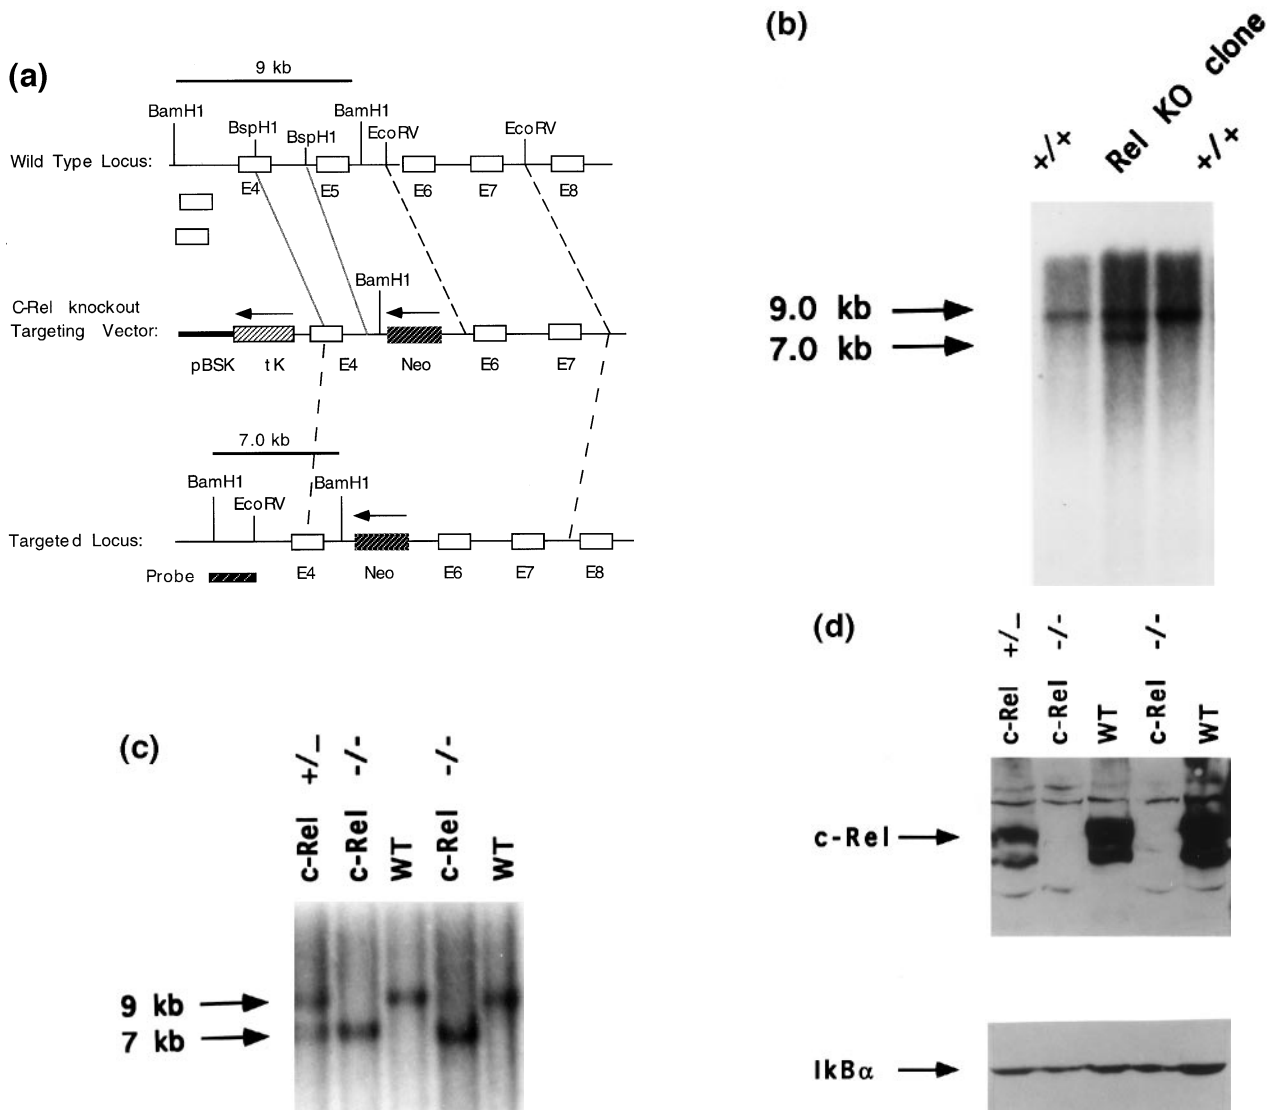 (a)
9 kb
BamH1
BspH1
BspH1
BamH1
EcoRV
EcoRV
Wild Type Locus:
E4
E5
E6
E7
E8
BamH1
C-Rel knockout
Targeting Vector:
pBSK
tK
E4
Neo
E6
E7
7.0 kb
BamH1
EcoRV
BamH1
Targeted Locus:
Probe
E4
Neo
E6
E7
E8
(b)
+/+
Rel KO clone
+/+
9.0 kb
7.0 kb
(c)
c-Rel +/−
c-Rel -/-
WT
c-Rel -/-
WT
9 kb
7 kb
(d)
c-Rel +/−
c-Rel -/-
WT
c-Rel -/-
WT
c-Rel
IkBα